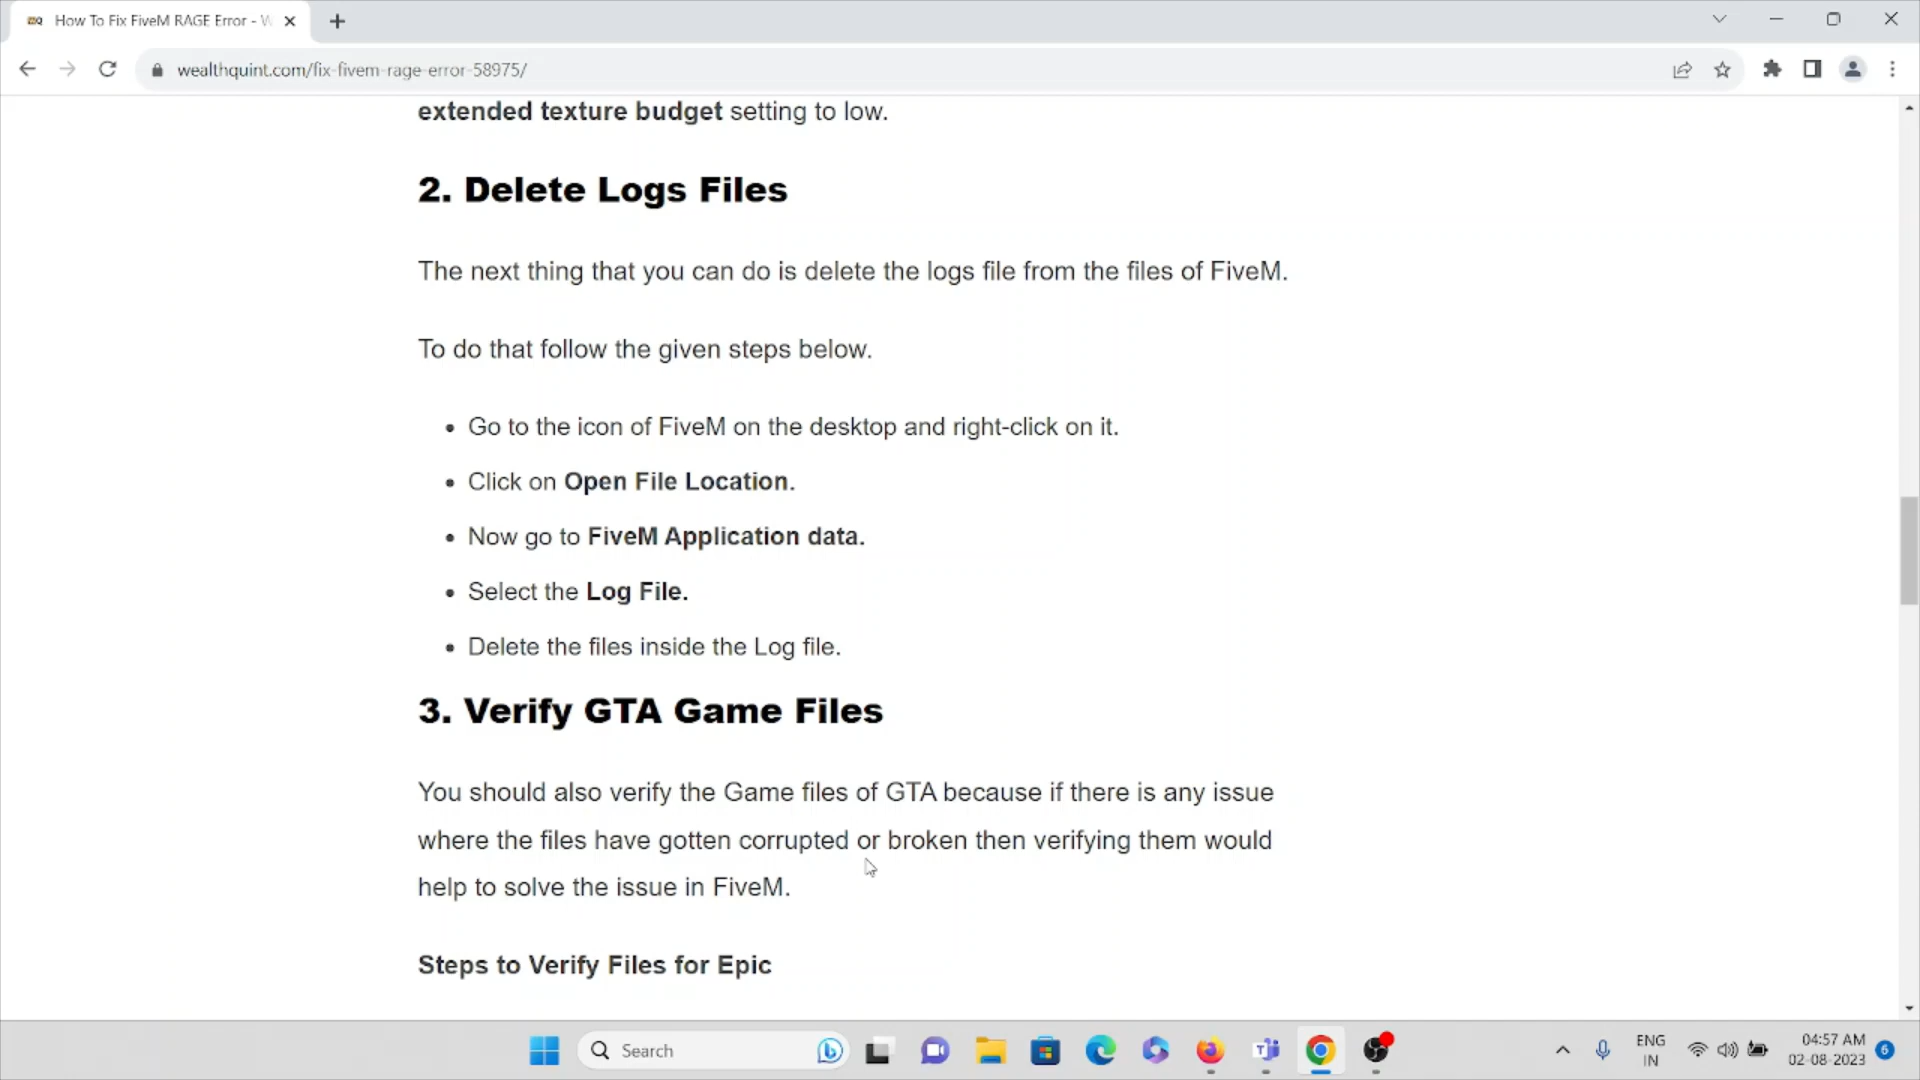 How To Fix FiveM RAGE Error - W
wealthquint.com/fix-fivem-rage-error-58975/
extended texture budget setting to low.
2. Delete Logs Files
The next thing that you can do is delete the logs file from the files of FiveM.
To do that follow the given steps below.
• Go to the icon of FiveM on the desktop and right-click on it.
• Click on Open File Location.
• Now go to FiveM Application data.
• Select the Log File.
• Delete the files inside the Log file.
3. Verify GTA Game Files
You should also verify the Game files of GTA because if there is any issue
where the files have gotten corrupted or broken then verifying them would
help to solve the issue in FiveM.
Steps to Verify Files for Epic
Search
ENG
IN
04:57 AM
02-08-2023
6